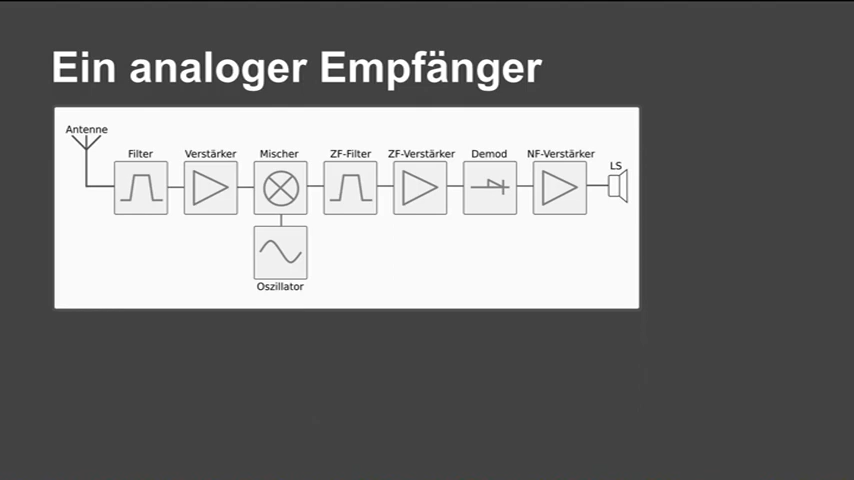 Ein analoger Empfänger
Antenne
Filter
Verstärker
Mischer
ZF-Filter
ZF-Verstärker
Demod
NF-Verstärker
LS
Oszillator